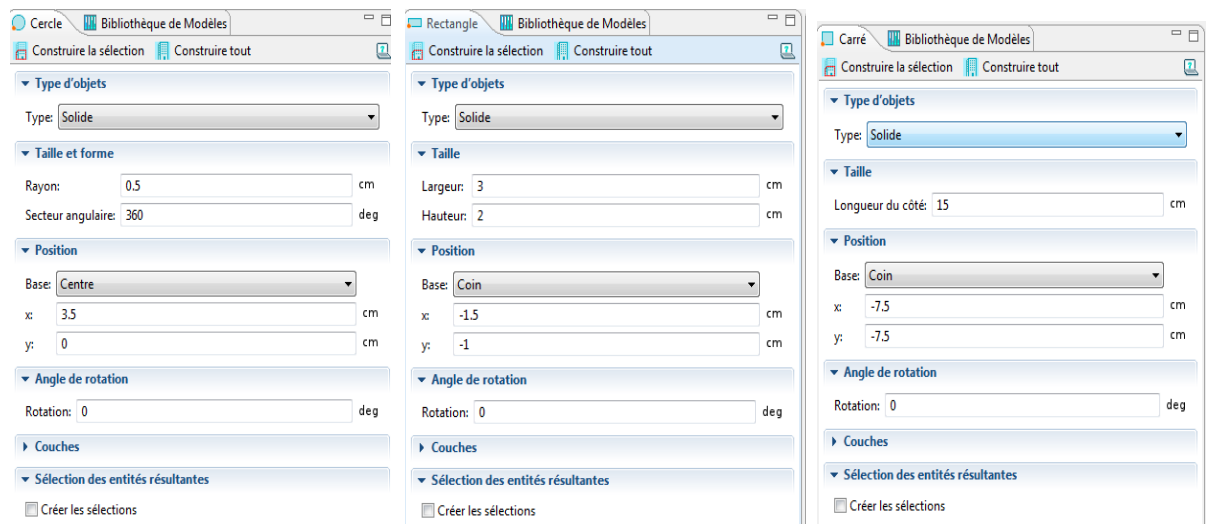 Cercle Bibliothèque de Modèles
Construire la sélection Construire tout
Type d'objets
Type: Solide
Taille et forme
Rayon: 0.5 cm
Secteur angulaire: 360 deg
Position
Base: Centre
x: 3.5 cm
y: 0 cm
Angle de rotation
Rotation: 0 deg
Couches
Sélection des entités résultantes
Créer les sélections
Rectangle Bibliothèque de Modèles
Construire la sélection Construire tout
Type d'objets
Type: Solide
Taille
Largeur: 3 cm
Hauteur: 2 cm
Position
Base: Coin
x: -1.5 cm
y: -1 cm
Angle de rotation
Rotation: 0 deg
Couches
Sélection des entités résultantes
Créer les sélections
Carré Bibliothèque de Modèles
Construire la sélection Construire tout
Type d'objets
Type: Solide
Taille
Longueur du côté: 15 cm
Position
Base: Coin
x: -7.5 cm
y: -7.5 cm
Angle de rotation
Rotation: 0 deg
Couches
Sélection des entités résultantes
Créer les sélections